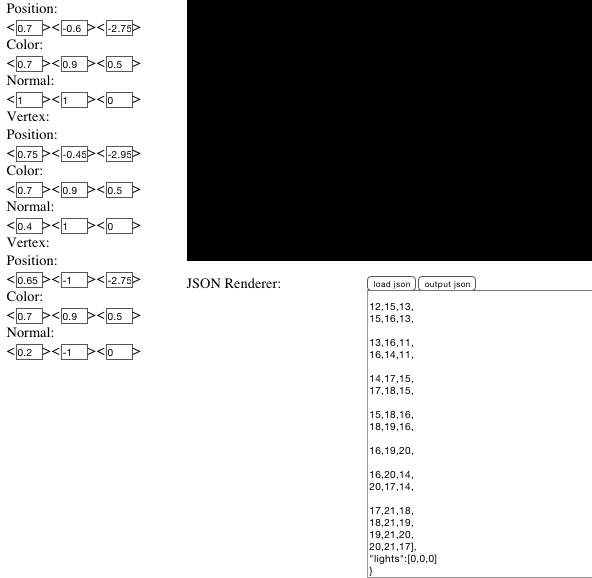 Position:
<0.7><-0.6><-2.75>
Color:
<0.7><0.9><0.5>
Normal:
<1><1><0>
Vertex:
Position:
<0.75><-0.45><-2.95>
Color:
<0.7><0.9><0.5>
Normal:
<0.4><1><0>
Vertex:
Position:
<0.65><-1><-2.75>
Color:
<0.7><0.9><0.5>
Normal:
<0.2><-1><0>
JSON Renderer:
load json output json
12,15,13,
15,16,13,
13,16,11,
16,14,11,
14,17,15,
17,18,15,
15,18,16,
18,19,16,
16,19,20,
16,20,14,
20,17,14,
17,21,18,
18,21,19,
19,21,20,
20,21,17],
"lights":[0,0,0]
}